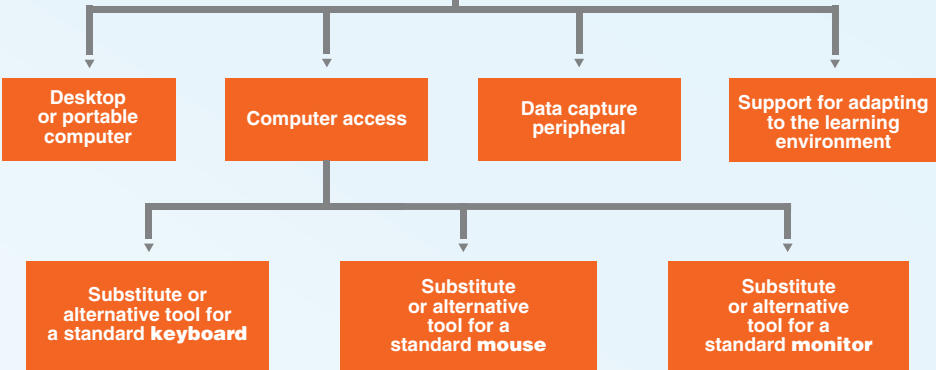 Desktop
or portable
computer
Computer access
Data capture
peripheral
Support for adapting
to the learning
environment
Substitute or
alternative tool for
a standard keyboard
Substitute
or alternative
tool for a
standard mouse
Substitute
or alternative
tool for a
standard monitor